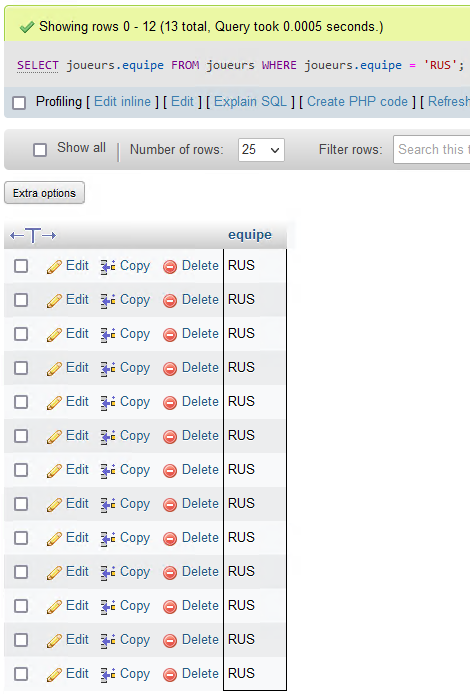 Showing rows 0 - 12 (13 total, Query took 0.0005 seconds.)
SELECT joueurs.equipe FROM joueurs WHERE joueurs.equipe = 'RUS';
Profiling [ Edit inline ] [ Edit ] [ Explain SQL ] [ Create PHP code ] [ Refresh
Show all | Number of rows: 25 Filter rows: Search this t
Extra options
←T→ equipe
Edit Copy Delete RUS
Edit Copy Delete RUS
Edit Copy Delete RUS
Edit Copy Delete RUS
Edit Copy Delete RUS
Edit Copy Delete RUS
Edit Copy Delete RUS
Edit Copy Delete RUS
Edit Copy Delete RUS
Edit Copy Delete RUS
Edit Copy Delete RUS
Edit Copy Delete RUS
Edit Copy Delete RUS